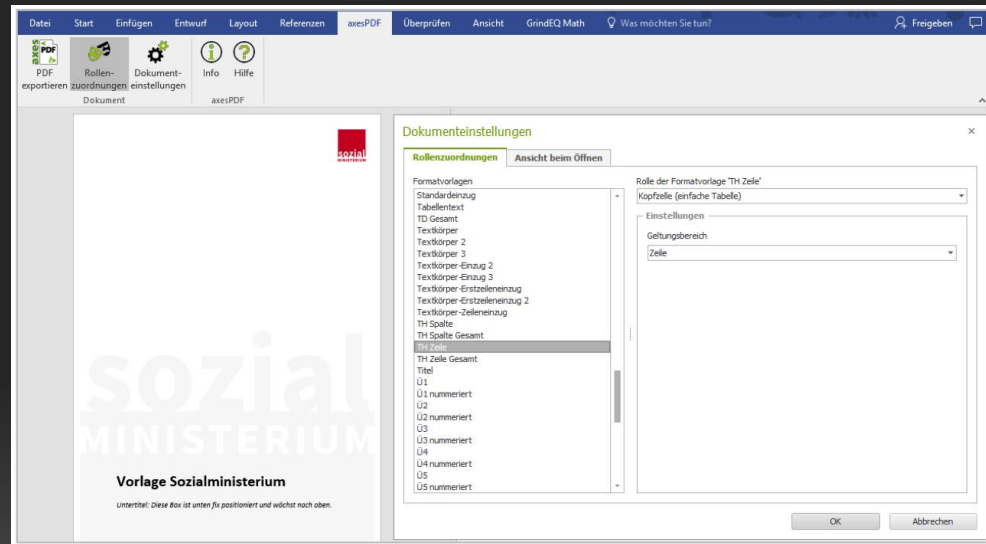 Datei Start Einfügen Entwurf Layout Referenzen axesPDF Überprüfen Ansicht GrindEQ Math Was möchten Sie tun? Freigeben
axes PDF
PDF exportieren
Rollen-zuordnungen
Dokument-einstellungen
Info
Hilfe
Dokument
axesPDF
sozial
MINISTERIUM
sozial
MINISTERIUM
Vorlage Sozialministerium
Untertitel: Diese Box ist unten fix positioniert und wächst nach oben.
Dokumenteinstellungen
Rollenzuordnungen Ansicht beim Öffnen
Formatvorlagen
Standardeinzug
Tabellentext
TD Gesamt
Textkörper
Textkörper 2
Textkörper 3
Textkörper-Einzug 2
Textkörper-Einzug 3
Textkörper-Erstzeileneinzug
Textkörper-Erstzeileneinzug 2
Textkörper-Zeileneinzug
TH Spalte
TH Spalte Gesamt
TH Zeile
TH Zeile Gesamt
Titel
Ü1
Ü1 nummeriert
Ü2
Ü2 nummeriert
Ü3
Ü3 nummeriert
Ü4
Ü4 nummeriert
Ü5
Ü5 nummeriert
Rolle der Formatvorlage 'TH Zeile'
Kopfzelle (einfache Tabelle)
Einstellungen
Geltungsbereich
Zeile
OK Abbrechen